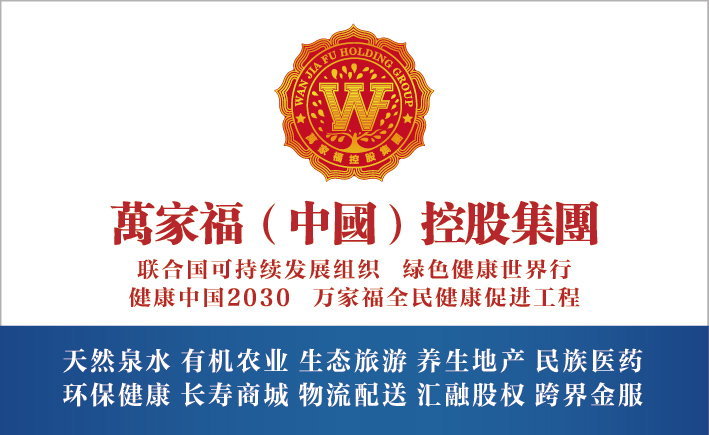 WAN JIA FU HOLDING GROUP
W
萬家福控股集團
萬家福（中國）控股集團
联合国可持续发展组织 绿色健康世界行
健康中国2030 万家福全民健康促进工程
天然泉水 有机农业 生态旅游 养生地产 民族医药
环保健康 长寿商城 物流配送 汇融股权 跨界金服